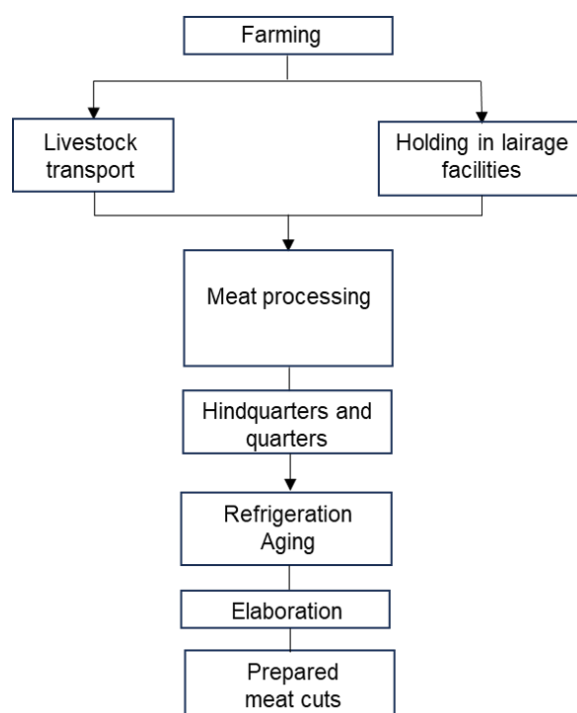 Farming
Livestock
transport
Holding in lairage
facilities
Meat processing
Hindquarters and
quarters
Refrigeration
Aging
Elaboration
Prepared
meat cuts